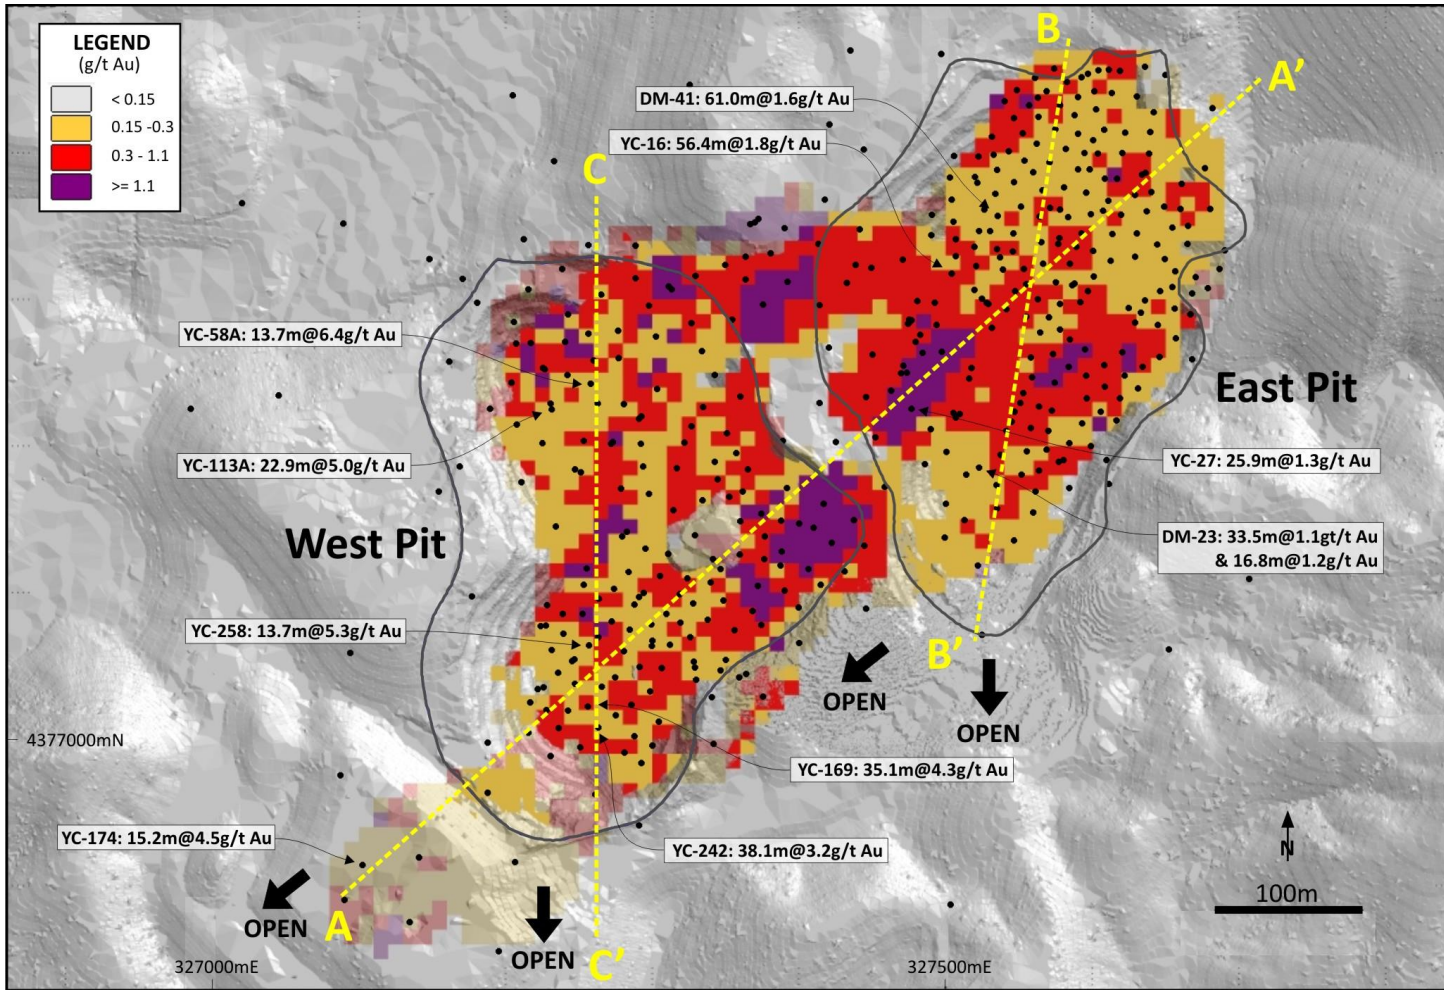 LEGEND
(g/t Au)
< 0.15
0.15 -0.3
0.3 - 1.1
>= 1.1
B
A’
DM-41: 61.0m@1.6g/t Au
YC-16: 56.4m@1.8g/t Au
C
YC-58A: 13.7m@6.4g/t Au
East Pit
YC-113A: 22.9m@5.0g/t Au
YC-27: 25.9m@1.3g/t Au
West Pit
DM-23: 33.5m@1.1gt/t Au
& 16.8m@1.2g/t Au
YC-258: 13.7m@5.3g/t Au
B’
OPEN
OPEN
4377000mN
YC-169: 35.1m@4.3g/t Au
YC-174: 15.2m@4.5g/t Au
YC-242: 38.1m@3.2g/t Au
N
100m
OPEN
A
OPEN
C’
327000mE
327500mE